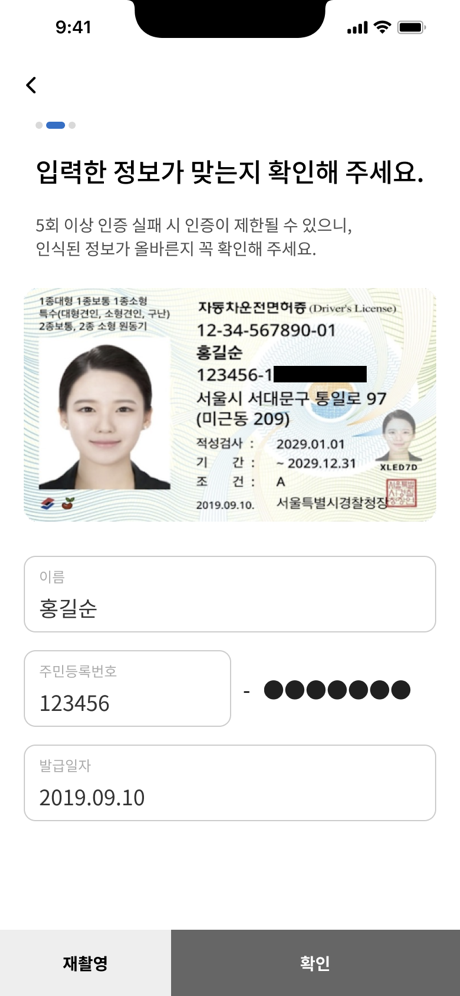 9:41
입력한 정보가 맞는지 확인해 주세요.
5회 이상 인증 실패 시 인증이 제한될 수 있으니,
인식된 정보가 올바른지 꼭 확인해 주세요.
1종대형 1종보통 1종소형
특수(대형견인, 소형견인, 구난)
2종보통, 2종 소형 원동기
자동차운전면허증 (Driver's License)
12-34-567890-01
홍길순
123456-1
서울시 서대문구 통일로 97
(미근동 209)
적성검사 : 2029.01.01
기 간 : ~ 2029.12.31
조 건 : A
XLED7D
2019.09.10. 서울특별시경찰청장
이름
홍길순
주민등록번호
123456 - ●●●●●●●
발급일자
2019.09.10
재촬영 확인